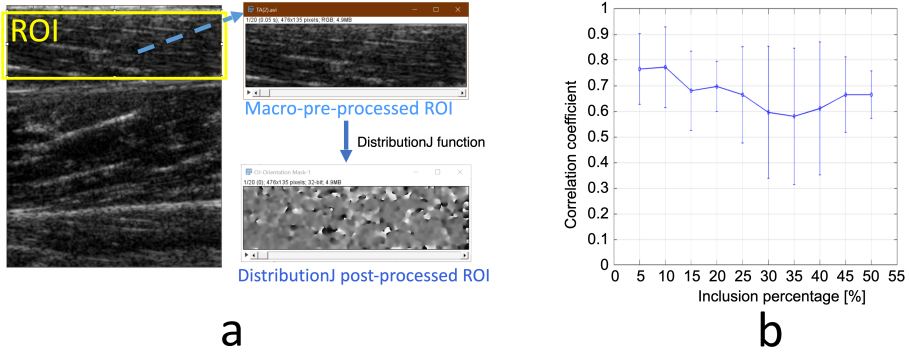 ROI
TA(2).avi
1/20 (0.05 s); 476x135 pixels; RGB; 4.9MB
Macro-pre-processed ROI
DistributionJ function
OJ-Orientation Mask-1
1/20 (0); 476x135 pixels; 32-bit; 4.9MB
DistributionJ post-processed ROI
a
Correlation coefficient
1
0.9
0.8
0.7
0.6
0.5
0.4
0.3
0.2
0.1
0
0 5 10 15 20 25 30 35 40 45 50 55
Inclusion percentage [%]
b